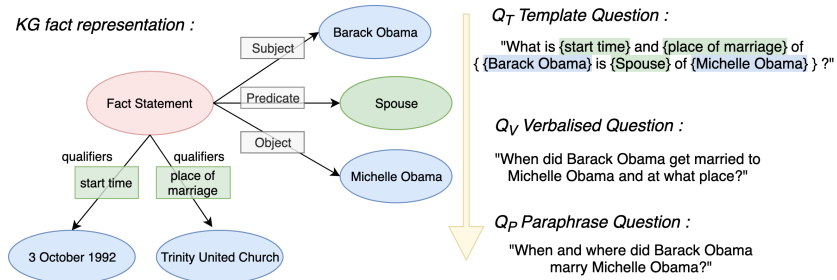 KG fact representation :
Subject
Barack Obama
Fact Statement
Predicate
Spouse
Object
Michelle Obama
qualifiers
qualifiers
start time
place of
marriage
3 October 1992
Trinity United Church
QT Template Question :
"What is {start time} and {place of marriage} of
{ {Barack Obama} is {Spouse} of {Michelle Obama} } ?"
QV Verbalised Question :
"When did Barack Obama get married to
Michelle Obama and at what place?"
QP Paraphrase Question :
"When and where did Barack Obama
marry Michelle Obama?"